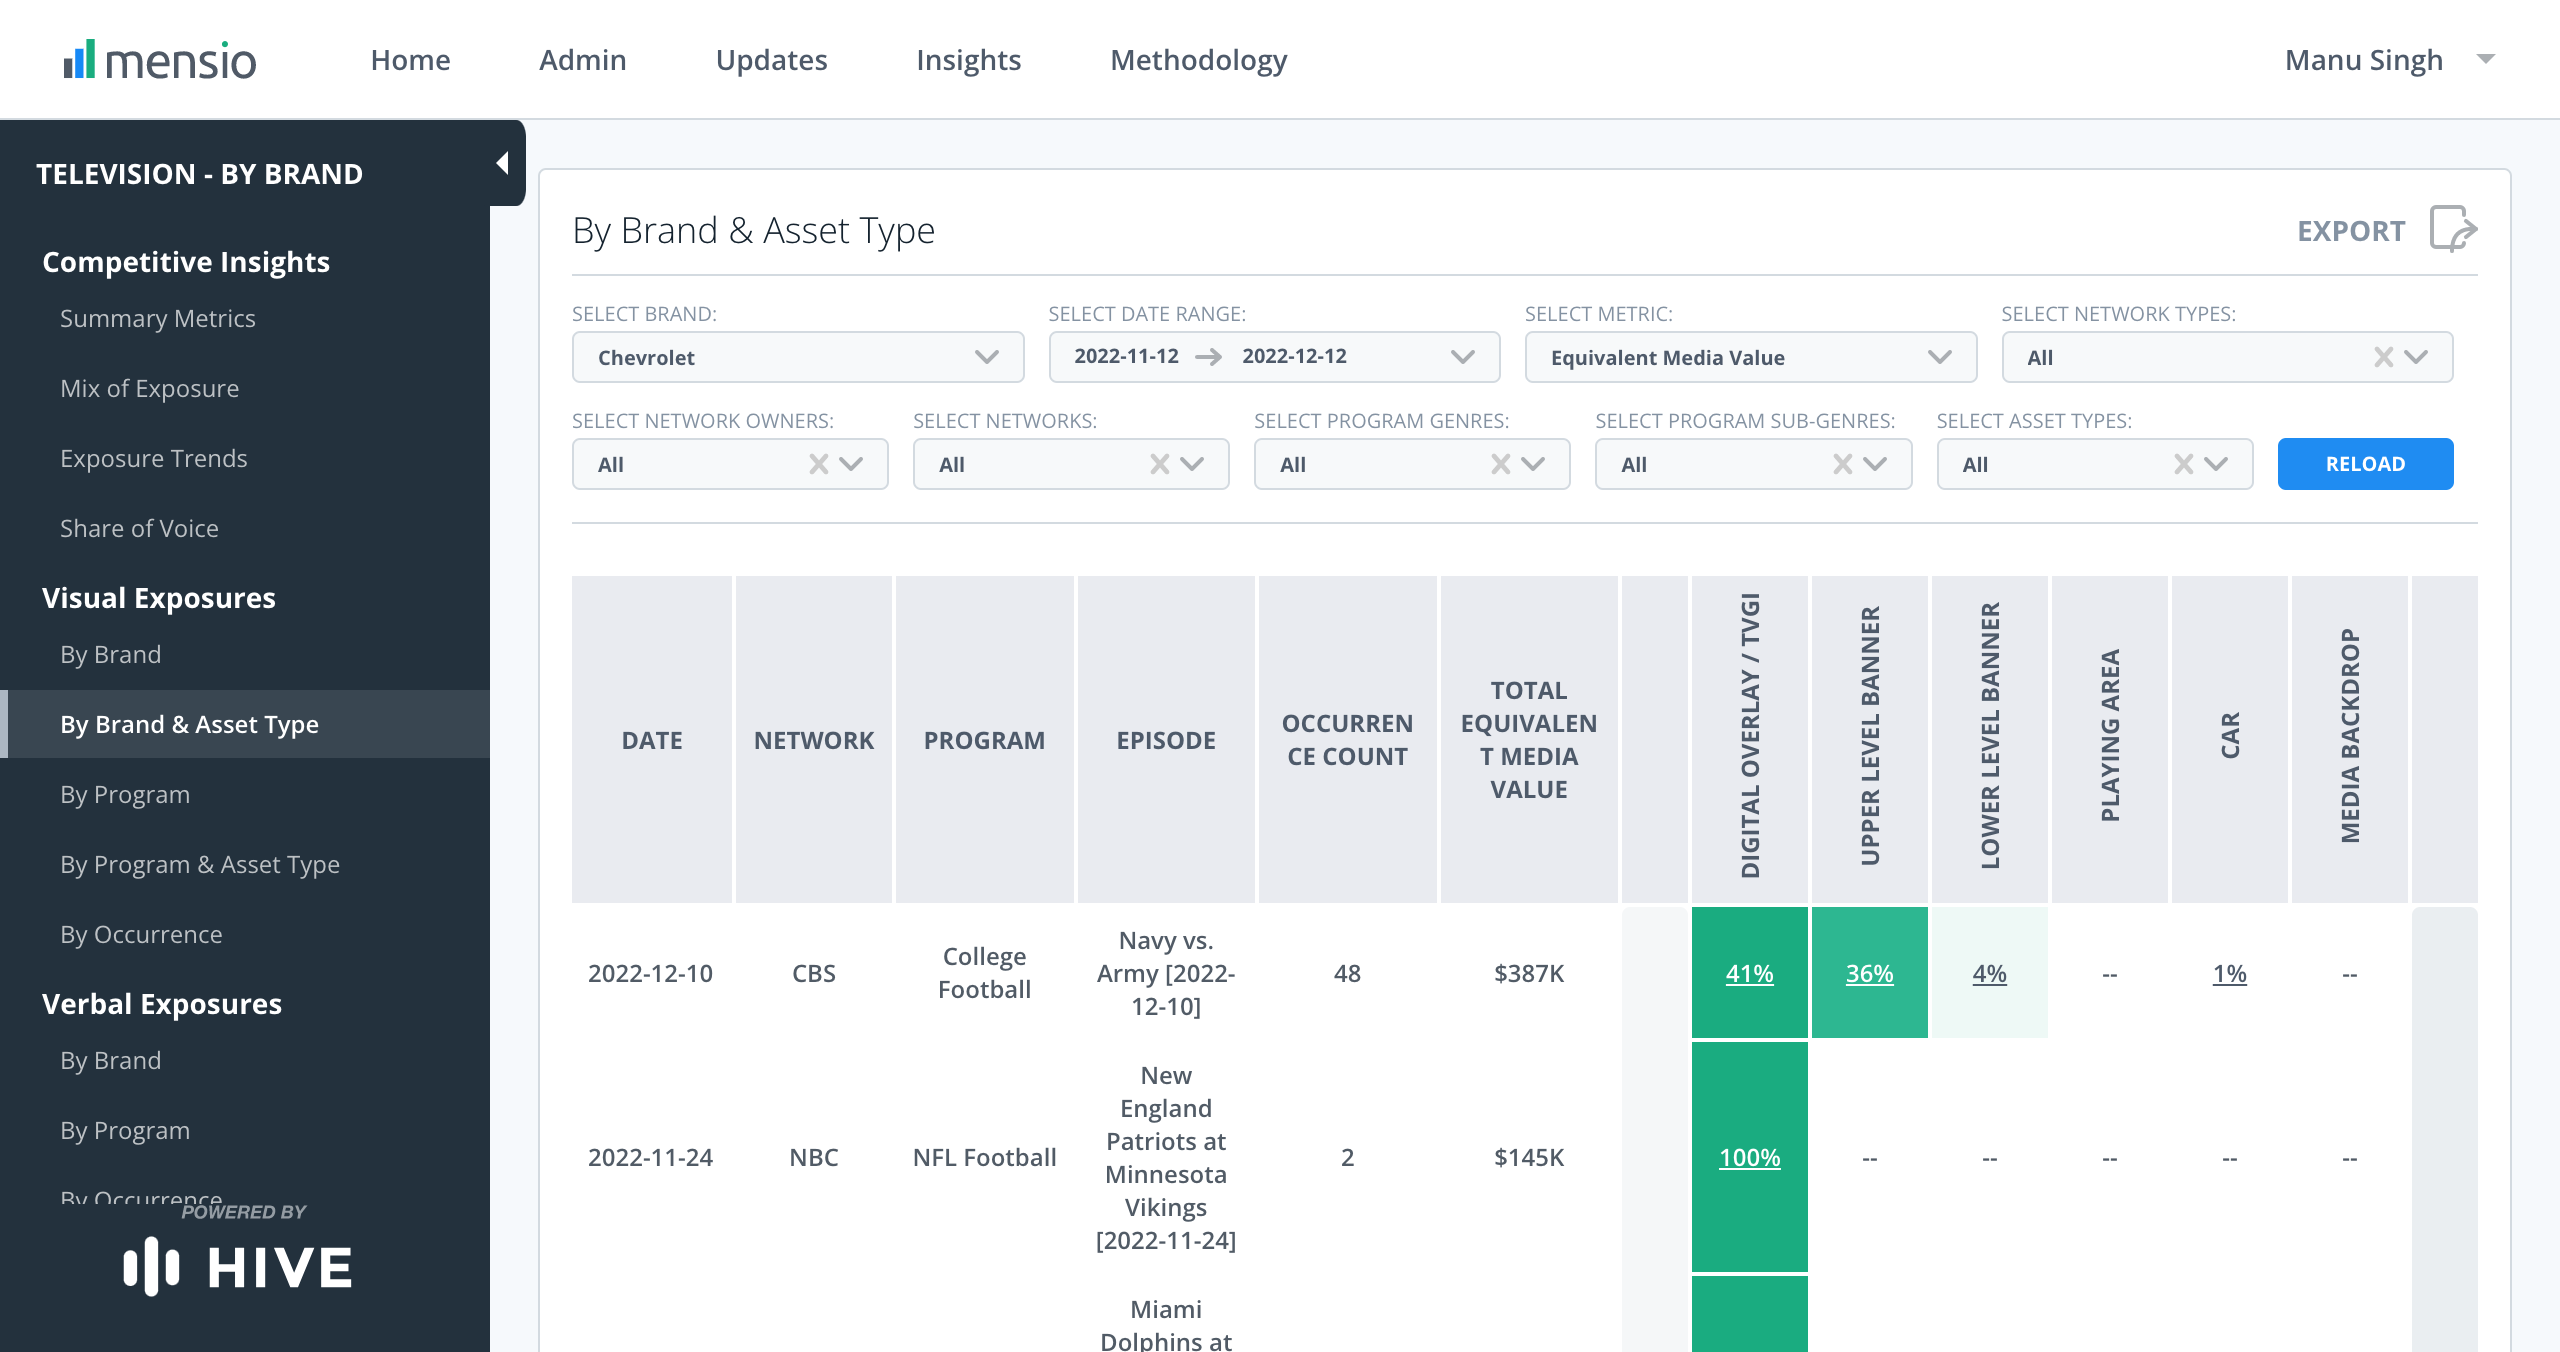 mensio
Home Admin Updates Insights Methodology
Manu Singh
TELEVISION - BY BRAND
Competitive Insights
Summary Metrics
Mix of Exposure
Exposure Trends
Share of Voice
Visual Exposures
By Brand
By Brand & Asset Type
By Program
By Program & Asset Type
By Occurrence
Verbal Exposures
By Brand
By Program
By Occurrence
POWERED BY
HIVE
By Brand & Asset Type
EXPORT
SELECT BRAND: SELECT DATE RANGE: SELECT METRIC: SELECT NETWORK TYPES:
Chevrolet 2022-11-12 → 2022-12-12 Equivalent Media Value All
SELECT NETWORK OWNERS: SELECT NETWORKS: SELECT PROGRAM GENRES: SELECT PROGRAM SUB-GENRES: SELECT ASSET TYPES:
All All All All All RELOAD
DATE
NETWORK
PROGRAM
EPISODE
OCCURREN
CE COUNT
TOTAL
EQUIVALEN
T MEDIA
VALUE
DIGITAL OVERLAY / TVGI
UPPER LEVEL BANNER
LOWER LEVEL BANNER
PLAYING AREA
CAR
MEDIA BACKDROP
2022-12-10
CBS
College
Football
Navy vs.
Army [2022-
12-10]
48
$387K
41%
36%
4%
--
1%
--
2022-11-24
NBC
NFL Football
New
England
Patriots at
Minnesota
Vikings
[2022-11-24]
2
$145K
100%
--
--
--
--
--
Miami
Dolphins at